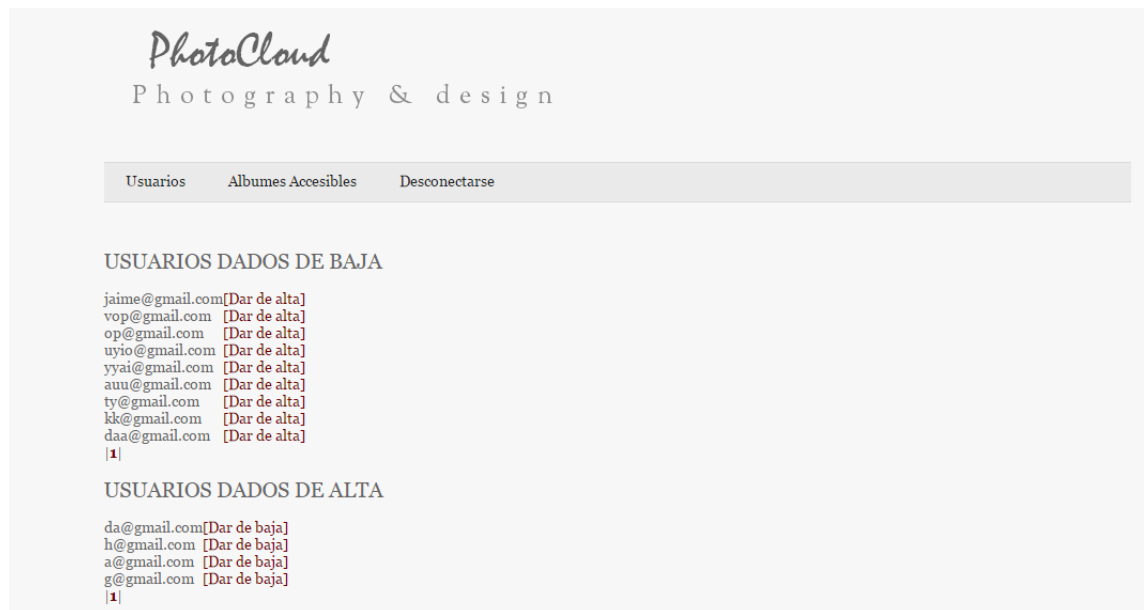 PhotoCloud
Photography & design
Usuarios Albumes Accesibles Desconectarse
USUARIOS DADOS DE BAJA
jaime@gmail.com[Dar de alta]
vop@gmail.com [Dar de alta]
op@gmail.com [Dar de alta]
uyio@gmail.com [Dar de alta]
yyai@gmail.com [Dar de alta]
auu@gmail.com [Dar de alta]
ty@gmail.com [Dar de alta]
kk@gmail.com [Dar de alta]
daa@gmail.com [Dar de alta]
|1|
USUARIOS DADOS DE ALTA
da@gmail.com[Dar de baja]
h@gmail.com [Dar de baja]
a@gmail.com [Dar de baja]
g@gmail.com [Dar de baja]
|1|